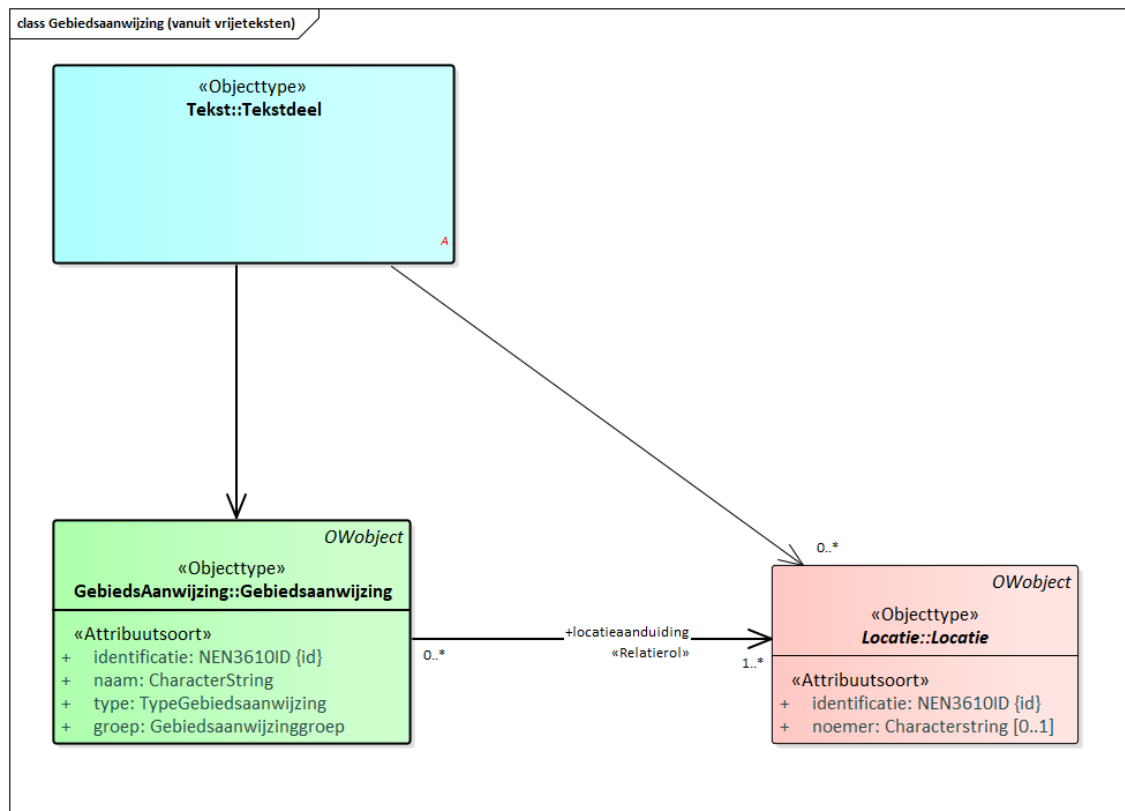 class Gebiedsaanwijzing (vanuit vrijeteksten)
«Objecttype»
Tekst::Tekstdeel
A
OWobject
«Objecttype»
GebiedsAanwijzing::Gebiedsaanwijzing
«Attribuutsoort»
+ identificatie: NEN3610ID {id}
+ naam: CharacterString
+ type: TypeGebiedsaanwijzing
+ groep: Gebiedsaanwijzinggroep
0..*
+locatieaanduiding
«Relatierol»
1..*
0..*
OWobject
«Objecttype»
Locatie::Locatie
«Attribuutsoort»
+ identificatie: NEN3610ID {id}
+ noemer: Characterstring [0..1]